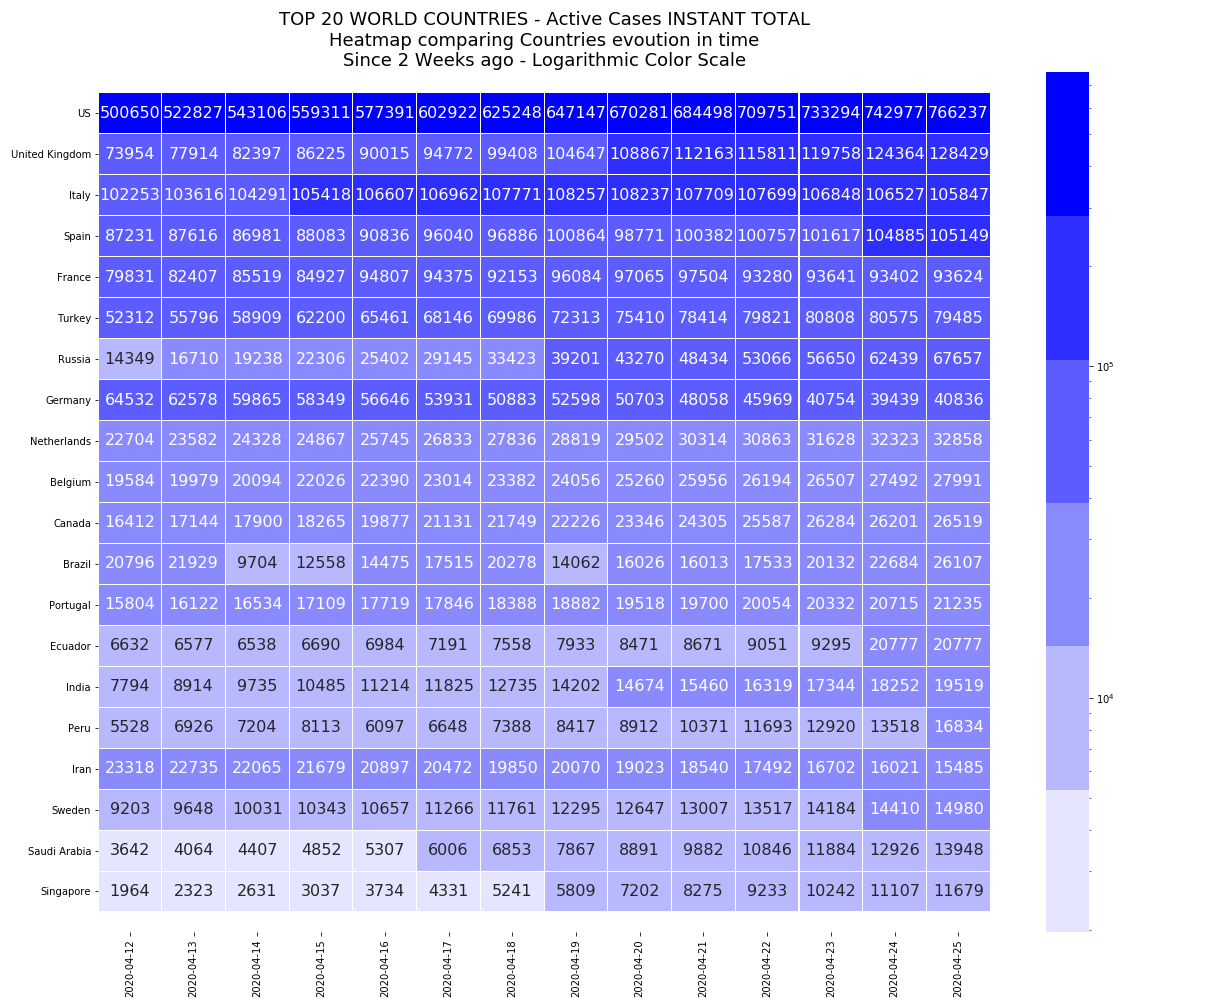 TOP 20 WORLD COUNTRIES - Active Cases INSTANT TOTAL
Heatmap comparing Countries evoution in time
Since 2 Weeks ago - Logarithmic Color Scale
US 500650 522827 543106 559311 577391 602922 625248 647147 670281 684498 709751 733294 742977 766237
United Kingdom 73954 77914 82397 86225 90015 94772 99408 104647 108867 112163 115811 119758 124364 128429
Italy 102253 103616 104291 105418 106607 106962 107771 108257 108237 107709 107699 106848 106527 105847
Spain 87231 87616 86981 88083 90836 96040 96886 100864 98771 100382 100757 101617 104885 105149
France 79831 82407 85519 84927 94807 94375 92153 96084 97065 97504 93280 93641 93402 93624
Turkey 52312 55796 58909 62200 65461 68146 69986 72313 75410 78414 79821 80808 80575 79485
Russia 14349 16710 19238 22306 25402 29145 33423 39201 43270 48434 53066 56650 62439 67657
Germany 64532 62578 59865 58349 56646 53931 50883 52598 50703 48058 45969 40754 39439 40836
Netherlands 22704 23582 24328 24867 25745 26833 27836 28819 29502 30314 30863 31628 32323 32858
Belgium 19584 19979 20094 22026 22390 23014 23382 24056 25260 25956 26194 26507 27492 27991
Canada 16412 17144 17900 18265 19877 21131 21749 22226 23346 24305 25587 26284 26201 26519
Brazil 20796 21929 9704 12558 14475 17515 20278 14062 16026 16013 17533 20132 22684 26107
Portugal 15804 16122 16534 17109 17719 17846 18388 18882 19518 19700 20054 20332 20715 21235
Ecuador 6632 6577 6538 6690 6984 7191 7558 7933 8471 8671 9051 9295 20777 20777
India 7794 8914 9735 10485 11214 11825 12735 14202 14674 15460 16319 17344 18252 19519
Peru 5528 6926 7204 8113 6097 6648 7388 8417 8912 10371 11693 12920 13518 16834
Iran 23318 22735 22065 21679 20897 20472 19850 20070 19023 18540 17492 16702 16021 15485
Sweden 9203 9648 10031 10343 10657 11266 11761 12295 12647 13007 13517 14184 14410 14980
Saudi Arabia 3642 4064 4407 4852 5307 6006 6853 7867 8891 9882 10846 11884 12926 13948
Singapore 1964 2323 2631 3037 3734 4331 5241 5809 7202 8275 9233 10242 11107 11679
2020-04-12 2020-04-13 2020-04-14 2020-04-15 2020-04-16 2020-04-17 2020-04-18 2020-04-19 2020-04-20 2020-04-21 2020-04-22 2020-04-23 2020-04-24 2020-04-25
10⁵
10⁴